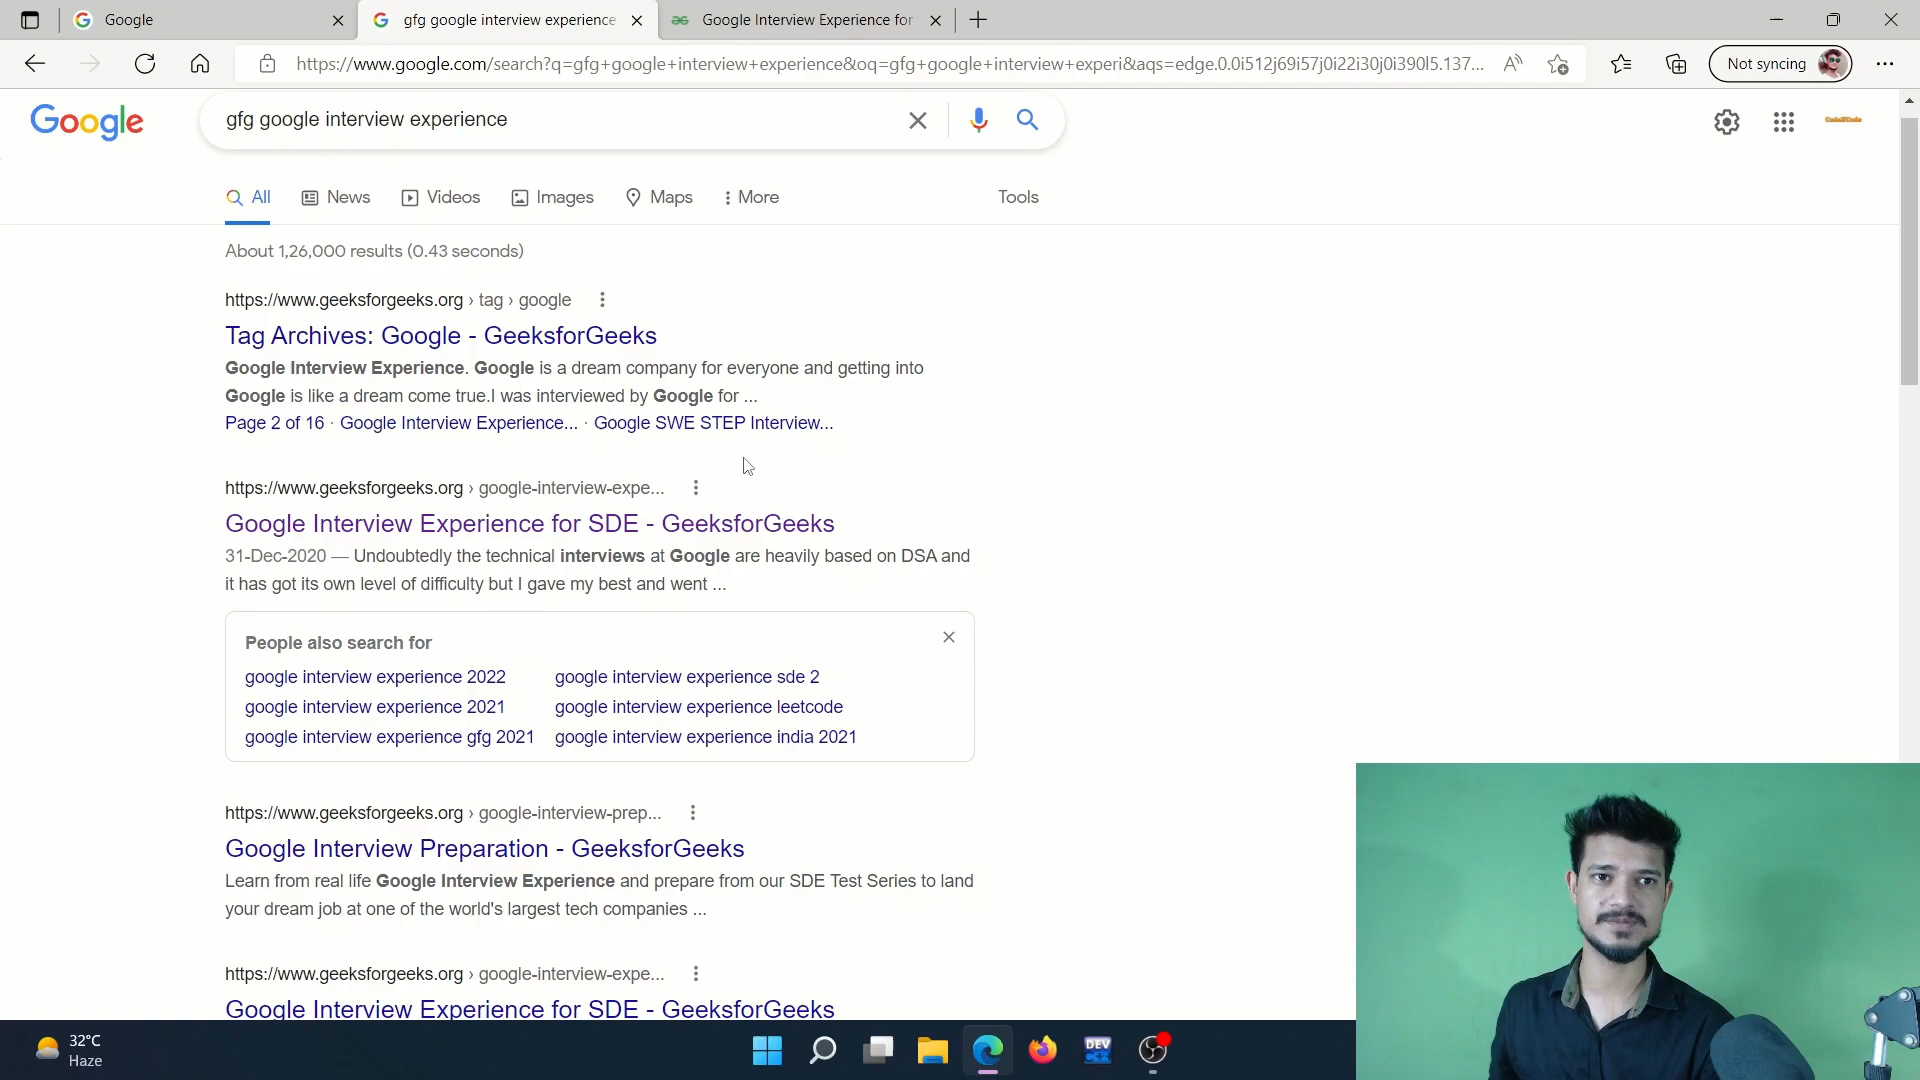 Google
gfg google interview experience
Google Interview Experience for
https://www.google.com/search?q=gfg+google+interview+experience&oq=gfg+google+interview+experi&aqs=edge.0.0i512j69i57j0i22i30j0i390l5.137...
Not syncing
Google
gfg google interview experience
All
News
Videos
Images
Maps
More
Tools
About 1,26,000 results (0.43 seconds)
https://www.geeksforgeeks.org › tag › google
Tag Archives: Google - GeeksforGeeks
Google Interview Experience. Google is a dream company for everyone and getting into
Google is like a dream come true.I was interviewed by Google for ...
Page 2 of 16 · Google Interview Experience... · Google SWE STEP Interview...
https://www.geeksforgeeks.org › google-interview-expe...
Google Interview Experience for SDE - GeeksforGeeks
31-Dec-2020 — Undoubtedly the technical interviews at Google are heavily based on DSA and
it has got its own level of difficulty but I gave my best and went ...
People also search for
google interview experience 2022
google interview experience sde 2
google interview experience 2021
google interview experience leetcode
google interview experience gfg 2021
google interview experience india 2021
https://www.geeksforgeeks.org › google-interview-prep...
Google Interview Preparation - GeeksforGeeks
Learn from real life Google Interview Experience and prepare from our SDE Test Series to land
your dream job at one of the world's largest tech companies ...
https://www.geeksforgeeks.org › google-interview-expe...
Google Interview Experience for SDE - GeeksforGeeks
32°C
Haze
DEV